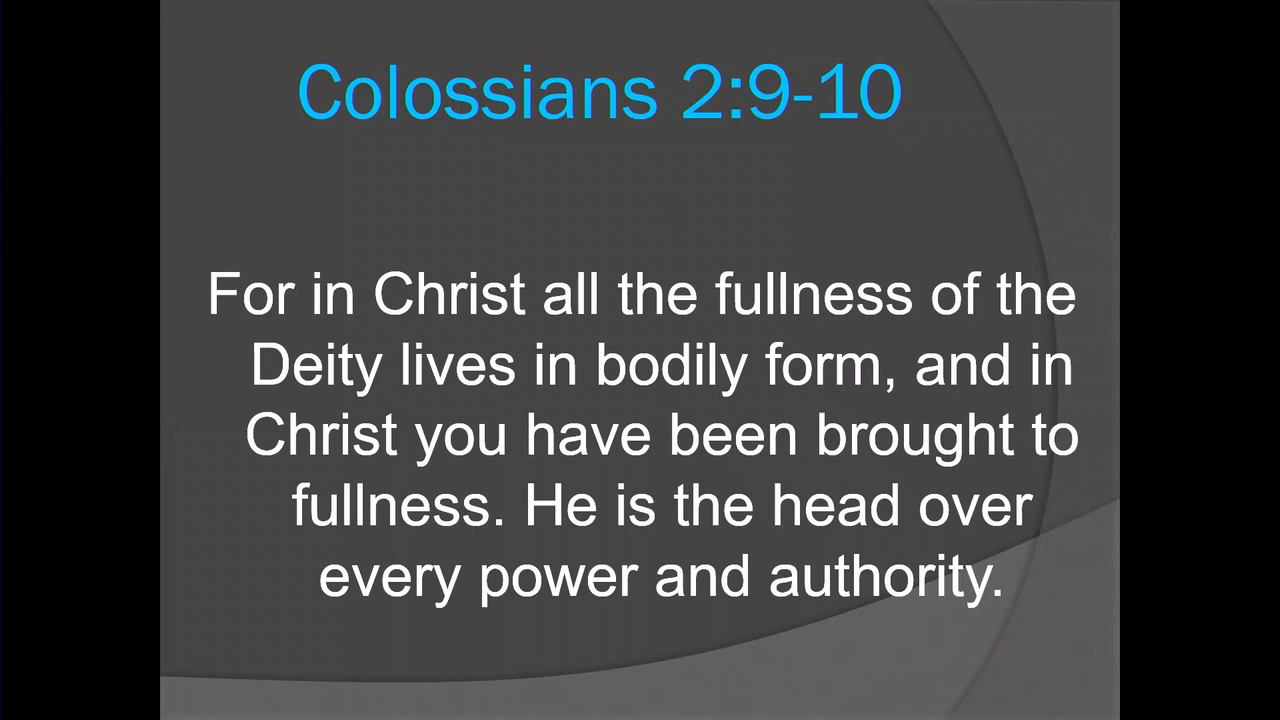 Colossians 2:9-10
For in Christ all the fullness of the
Deity lives in bodily form, and in
Christ you have been brought to
fullness. He is the head over
every power and authority.